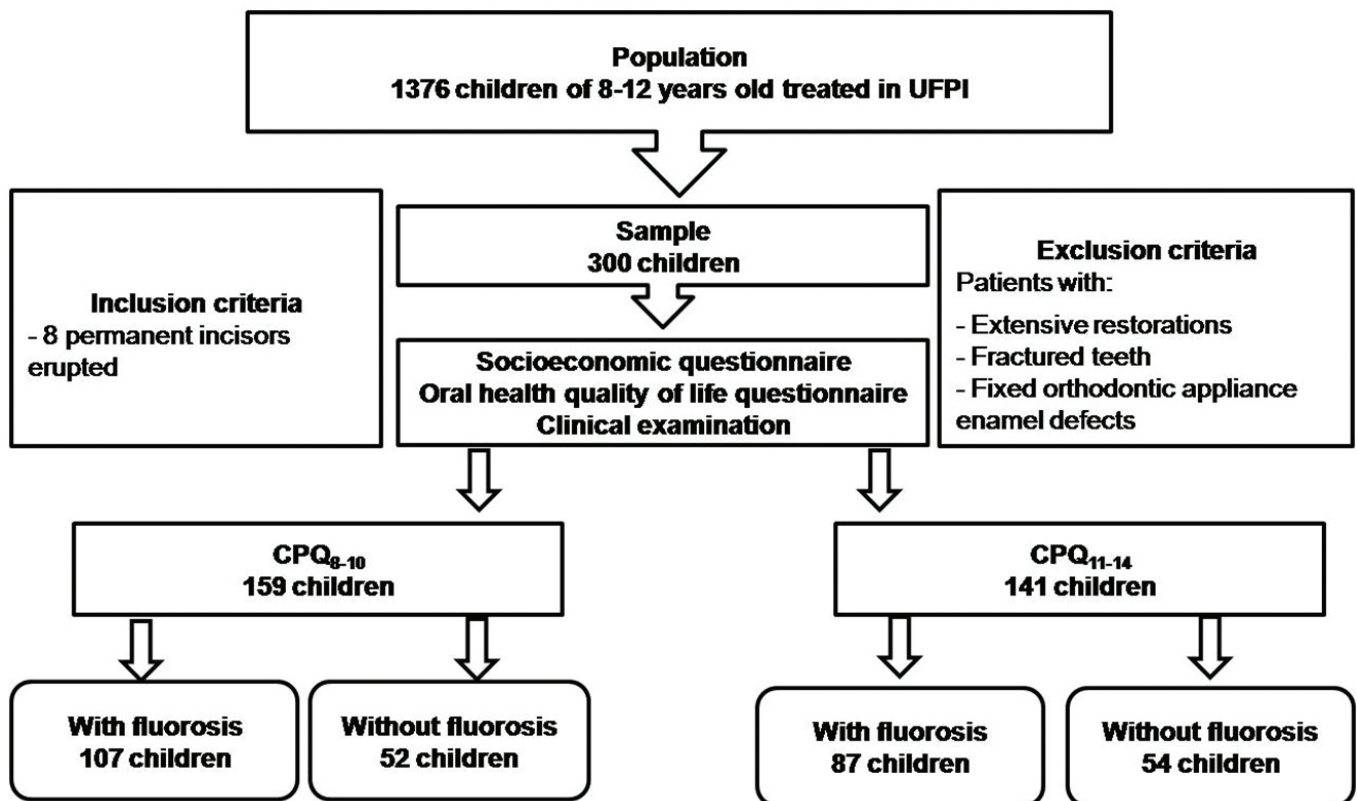 Population
1376 children of 8-12 years old treated in UFPI
Inclusion criteria
- 8 permanent incisors
erupted
Sample
300 children
Exclusion criteria
Patients with:
- Extensive restorations
- Fractured teeth
- Fixed orthodontic appliance
enamel defects
Socioeconomic questionnaire
Oral health quality of life questionnaire
Clinical examination
CPQ8-10
159 children
CPQ11-14
141 children
With fluorosis
107 children
Without fluorosis
52 children
With fluorosis
87 children
Without fluorosis
54 children